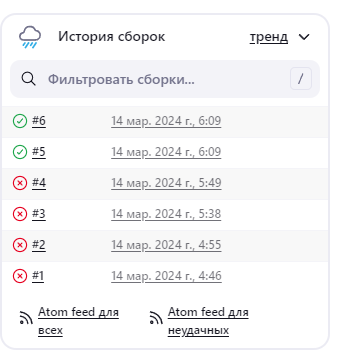 История сборок тренд
Фильтровать сборки... /
#6 14 мар. 2024 г., 6:09
#5 14 мар. 2024 г., 6:09
#4 14 мар. 2024 г., 5:49
#3 14 мар. 2024 г., 5:38
#2 14 мар. 2024 г., 4:55
#1 14 мар. 2024 г., 4:46
Atom feed для
всех
Atom feed для
неудачных